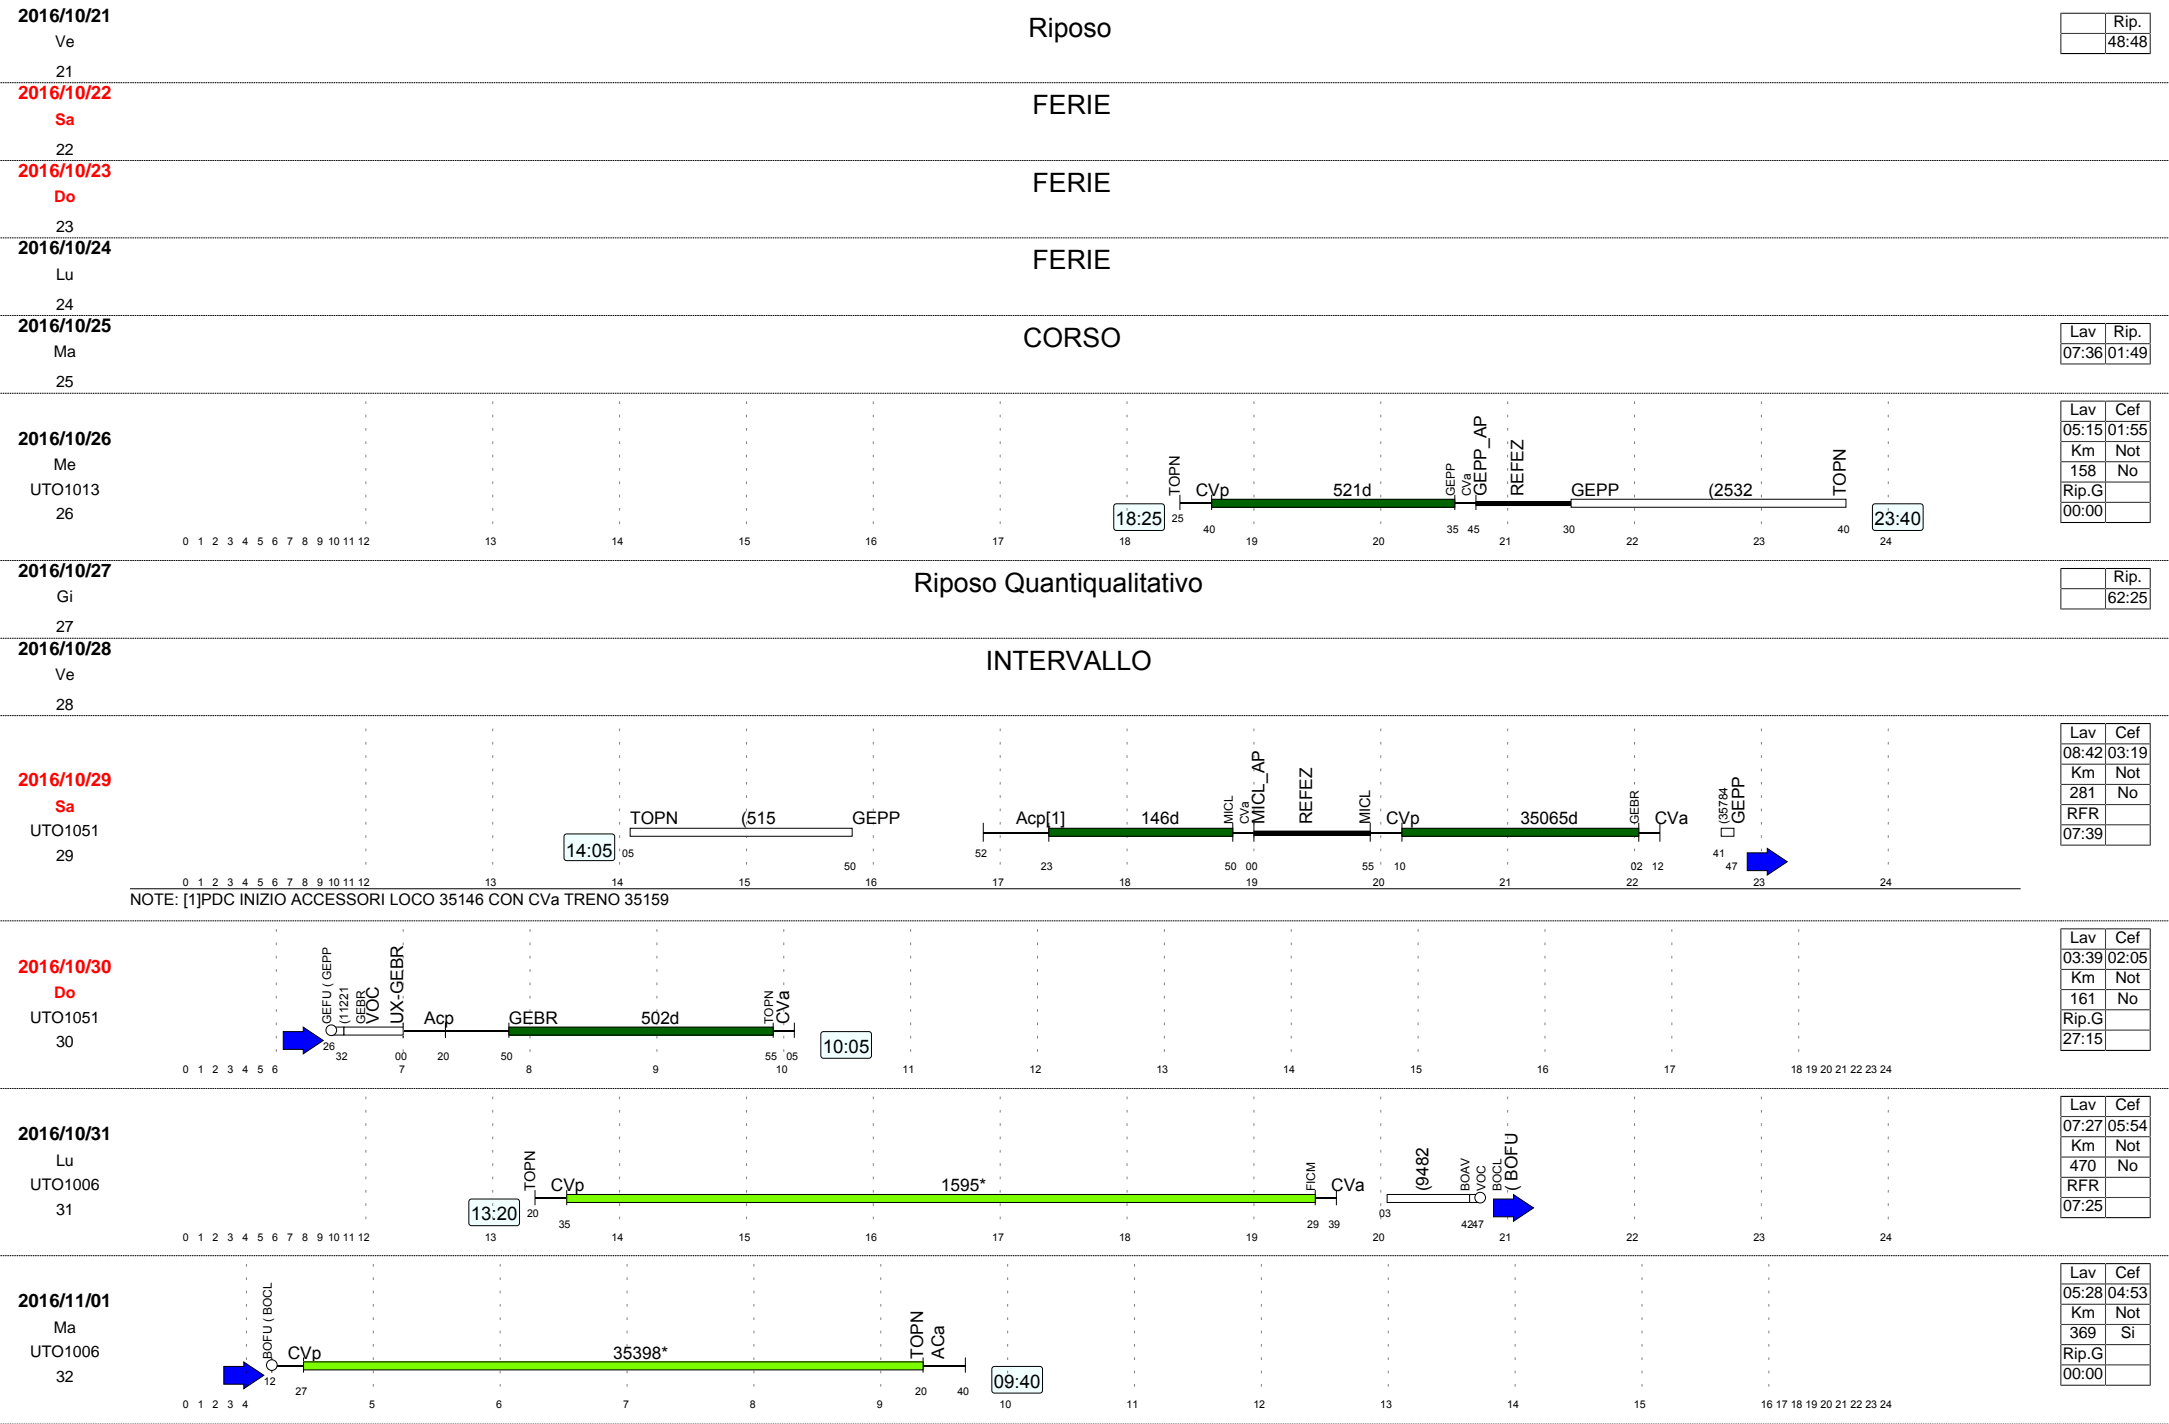 2016/10/21
Ve
21
Riposo
Rip.
48:48
2016/10/22
Sa
22
FERIE
2016/10/23
Do
23
FERIE
2016/10/24
Lu
24
FERIE
2016/10/25
Ma
25
CORSO
Lav Rip.
07:36 01:49
2016/10/26
Me
UTO1013
26
18:25
TOPN CVp 521d GEPP CVa GEPP_AP REFEZ GEPP (2532 TOPN
25 40 35 45 30 40
23:40
0 1 2 3 4 5 6 7 8 9 10 11 12 13 14 15 16 17 18 19 20 21 22 23 24
Lav Cef
05:15 01:55
Km Not
158 No
Rip.G
00:00
2016/10/27
Gi
27
Riposo Quantiqualitativo
Rip.
62:25
2016/10/28
Ve
28
INTERVALLO
2016/10/29
Sa
UTO1051
29
14:05
TOPN (515 GEPP Acp[1] 146d MICL CVa MICL_AP REFEZ MICL CVp 35065d GEBR CVa (35784 GEPP
05 50 52 23 50 00 55 10 02 12 41 47
0 1 2 3 4 5 6 7 8 9 10 11 12 13 14 15 16 17 18 19 20 21 22 23 24
NOTE: [1]PDC INIZIO ACCESSORI LOCO 35146 CON CVa TRENO 35159
Lav Cef
08:42 03:19
Km Not
281 No
RFR
07:39
2016/10/30
Do
UTO1051
30
GEFU ( GEPP (11221 GEBR VOC UX-GEBR Acp GEBR 502d TOPN CVa
26 32 00 20 50 55 05
10:05
0 1 2 3 4 5 6 7 8 9 10 11 12 13 14 15 16 17 18 19 20 21 22 23 24
Lav Cef
03:39 02:05
Km Not
161 No
Rip.G
27:15
2016/10/31
Lu
UTO1006
31
13:20
TOPN CVp 1595* FICM CVa (9482 BOAV VOC BOCL ( BOFU
20 35 29 39 03 42 47
0 1 2 3 4 5 6 7 8 9 10 11 12 13 14 15 16 17 18 19 20 21 22 23 24
Lav Cef
07:27 05:54
Km Not
470 No
RFR
07:25
2016/11/01
Ma
UTO1006
32
BOFU ( BOCL CVp 35398* TOPN ACa
12 27 20 40
09:40
0 1 2 3 4 5 6 7 8 9 10 11 12 13 14 15 16 17 18 19 20 21 22 23 24
Lav Cef
05:28 04:53
Km Not
369 Si
Rip.G
00:00